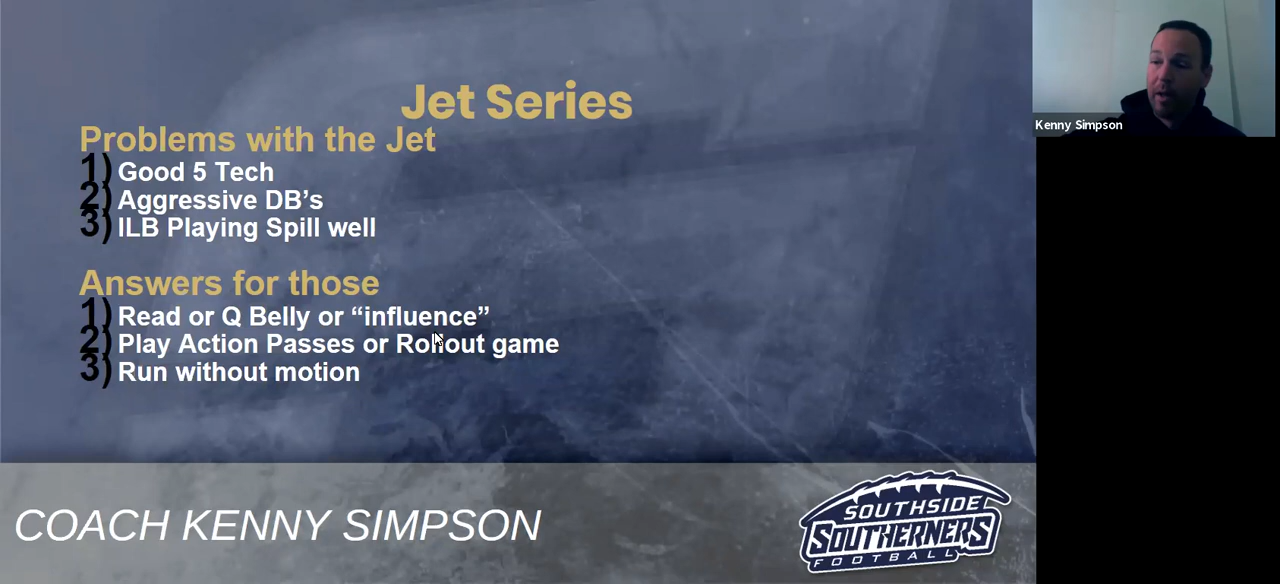 Jet Series
Problems with the Jet
1) Good 5 Tech
2) Aggressive DB's
3) ILB Playing Spill well
Answers for those
1) Read or Q Belly or “influence”
2) Play Action Passes or Rollout game
3) Run without motion
COACH KENNY SIMPSON
SOUTHSIDE
SOUTHERNERS
FOOTBALL
Kenny Simpson